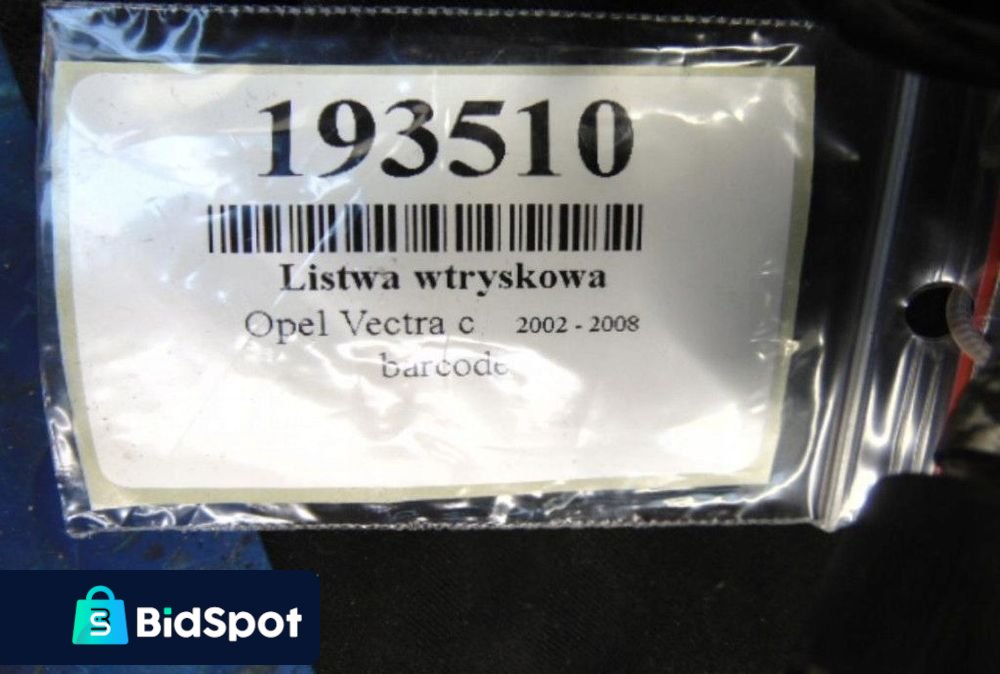 193510
Listwa wtryskowa
Opel Vectra c 2002 - 2008
barcode
BidSpot